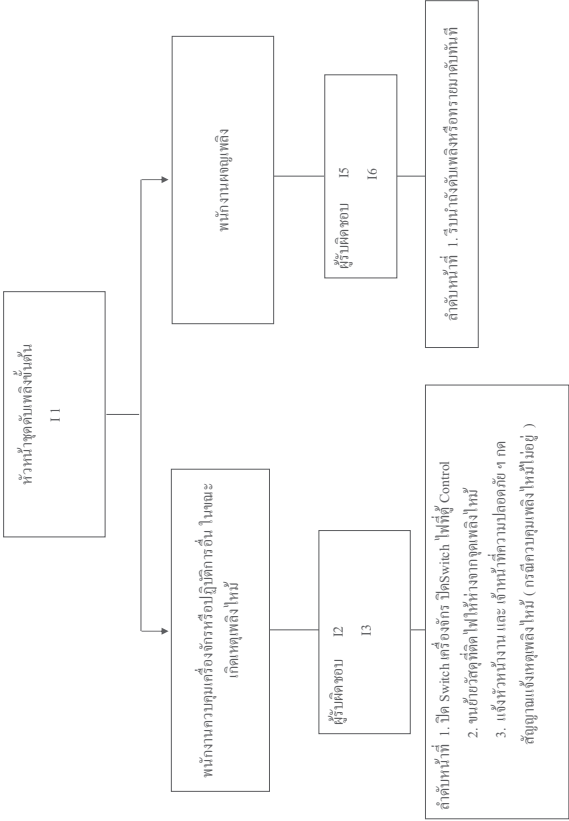 หัวหน้าชุดดับเพลิงขั้นต้น
I 1
พนักงานควบคุมเครื่องจักรหรือปฏิบัติการอื่น ในขณะ
เกิดเหตุเพลิงไหม้
ผู้รับผิดชอบ I2
I3
ลำดับหน้าที่ 1. ปิด Switch เครื่องจักร ปิดSwitch ไฟที่ตู้ Control
2. ขนย้ายวัสดุที่ติดไฟให้ห่างจากจุดเพลิงไหม้
3. แจ้งหัวหน้างาน และ เจ้าหน้าที่ความปลอดภัย ฯ กด
สัญญาณแจ้งเหตุเพลิงไหม้ ( กรณีควบคุมเพลิงไหม้ไม่อยู่ )
พนักงานผจญเพลิง
ผู้รับผิดชอบ I5
I6
ลำดับหน้าที่ 1. รีบนำถังดับเพลิงหรือทรายมาดับทันที